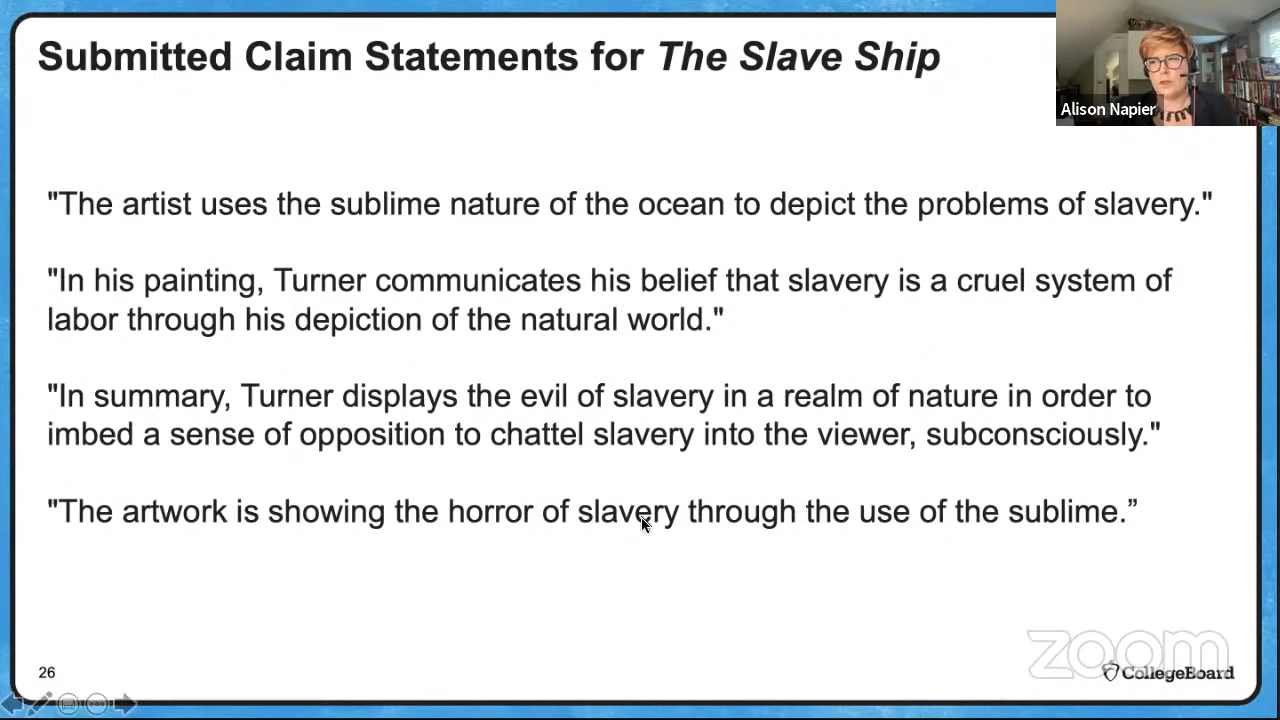 Submitted Claim Statements for The Slave Ship
Alison Napier
"The artist uses the sublime nature of the ocean to depict the problems of slavery."
"In his painting, Turner communicates his belief that slavery is a cruel system of
labor through his depiction of the natural world."
"In summary, Turner displays the evil of slavery in a realm of nature in order to
imbed a sense of opposition to chattel slavery into the viewer, subconsciously."
"The artwork is showing the horror of slavery through the use of the sublime.”
zoom
26
CollegeBoard